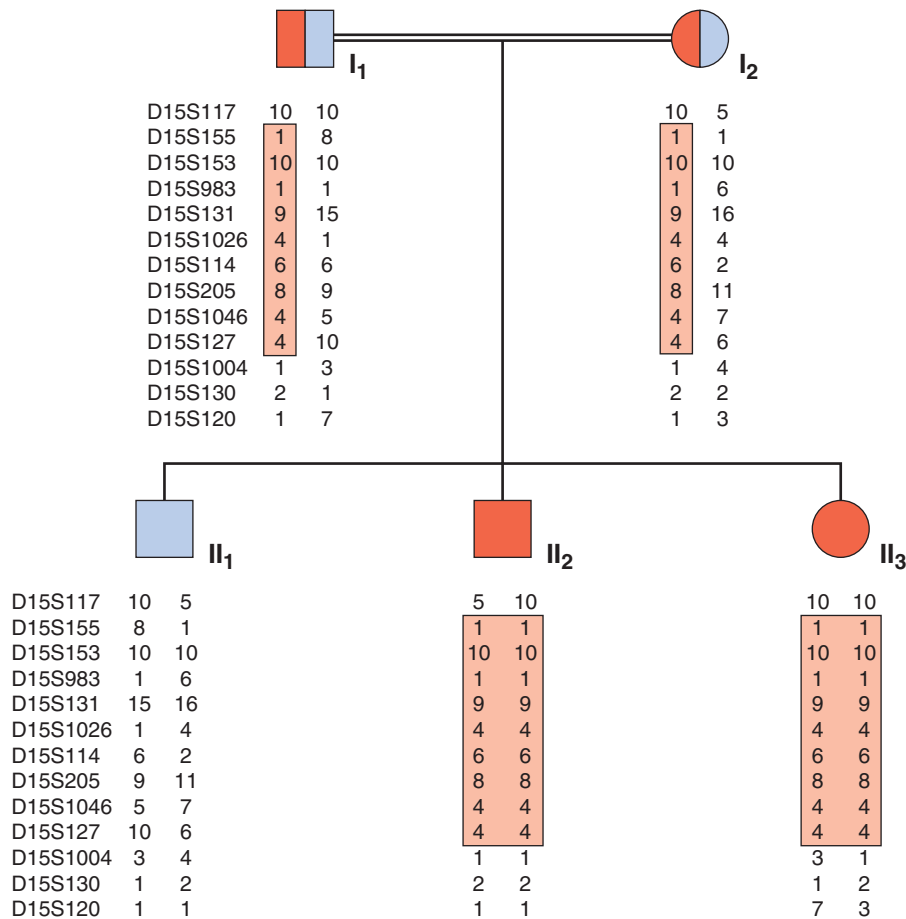 I1 I2
D15S117 10 10 10 5
D15S155 1 8 1 1
D15S153 10 10 10 10
D15S983 1 1 1 6
D15S131 9 15 9 16
D15S1026 4 1 4 4
D15S114 6 6 6 2
D15S205 8 9 8 11
D15S1046 4 5 4 7
D15S127 4 10 4 6
D15S1004 1 3 1 4
D15S130 2 1 2 2
D15S120 1 7 1 3
II1 II2 II3
D15S117 10 5 5 10 10 10
D15S155 8 1 1 1 1 1
D15S153 10 10 10 10 10 10
D15S983 1 6 1 1 1 1
D15S131 15 16 9 9 9 9
D15S1026 1 4 4 4 4 4
D15S114 6 2 6 6 6 6
D15S205 9 11 8 8 8 8
D15S1046 5 7 4 4 4 4
D15S127 10 6 4 4 4 4
D15S1004 3 4 1 1 3 1
D15S130 1 2 2 2 1 2
D15S120 1 1 1 1 7 3